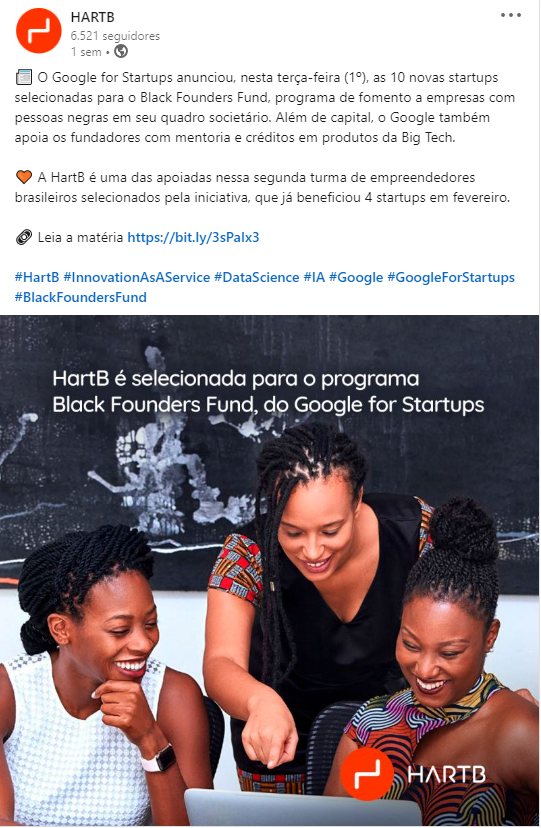 HARTB
6.521 seguidores
1 sem •
O Google for Startups anunciou, nesta terça-feira (1º), as 10 novas startups
selecionadas para o Black Founders Fund, programa de fomento a empresas com
pessoas negras em seu quadro societário. Além de capital, o Google também
apoia os fundadores com mentoria e créditos em produtos da Big Tech.
🧡 A HartB é uma das apoiadas nessa segunda turma de empreendedores
brasileiros selecionados pela iniciativa, que já beneficiou 4 startups em fevereiro.
Leia a matéria https://bit.ly/3sPalx3
#HartB #InnovationAsAService #DataScience #IA #Google #GoogleForStartups
#BlackFoundersFund
HartB é selecionada para o programa
Black Founders Fund, do Google for Startups
HARTB